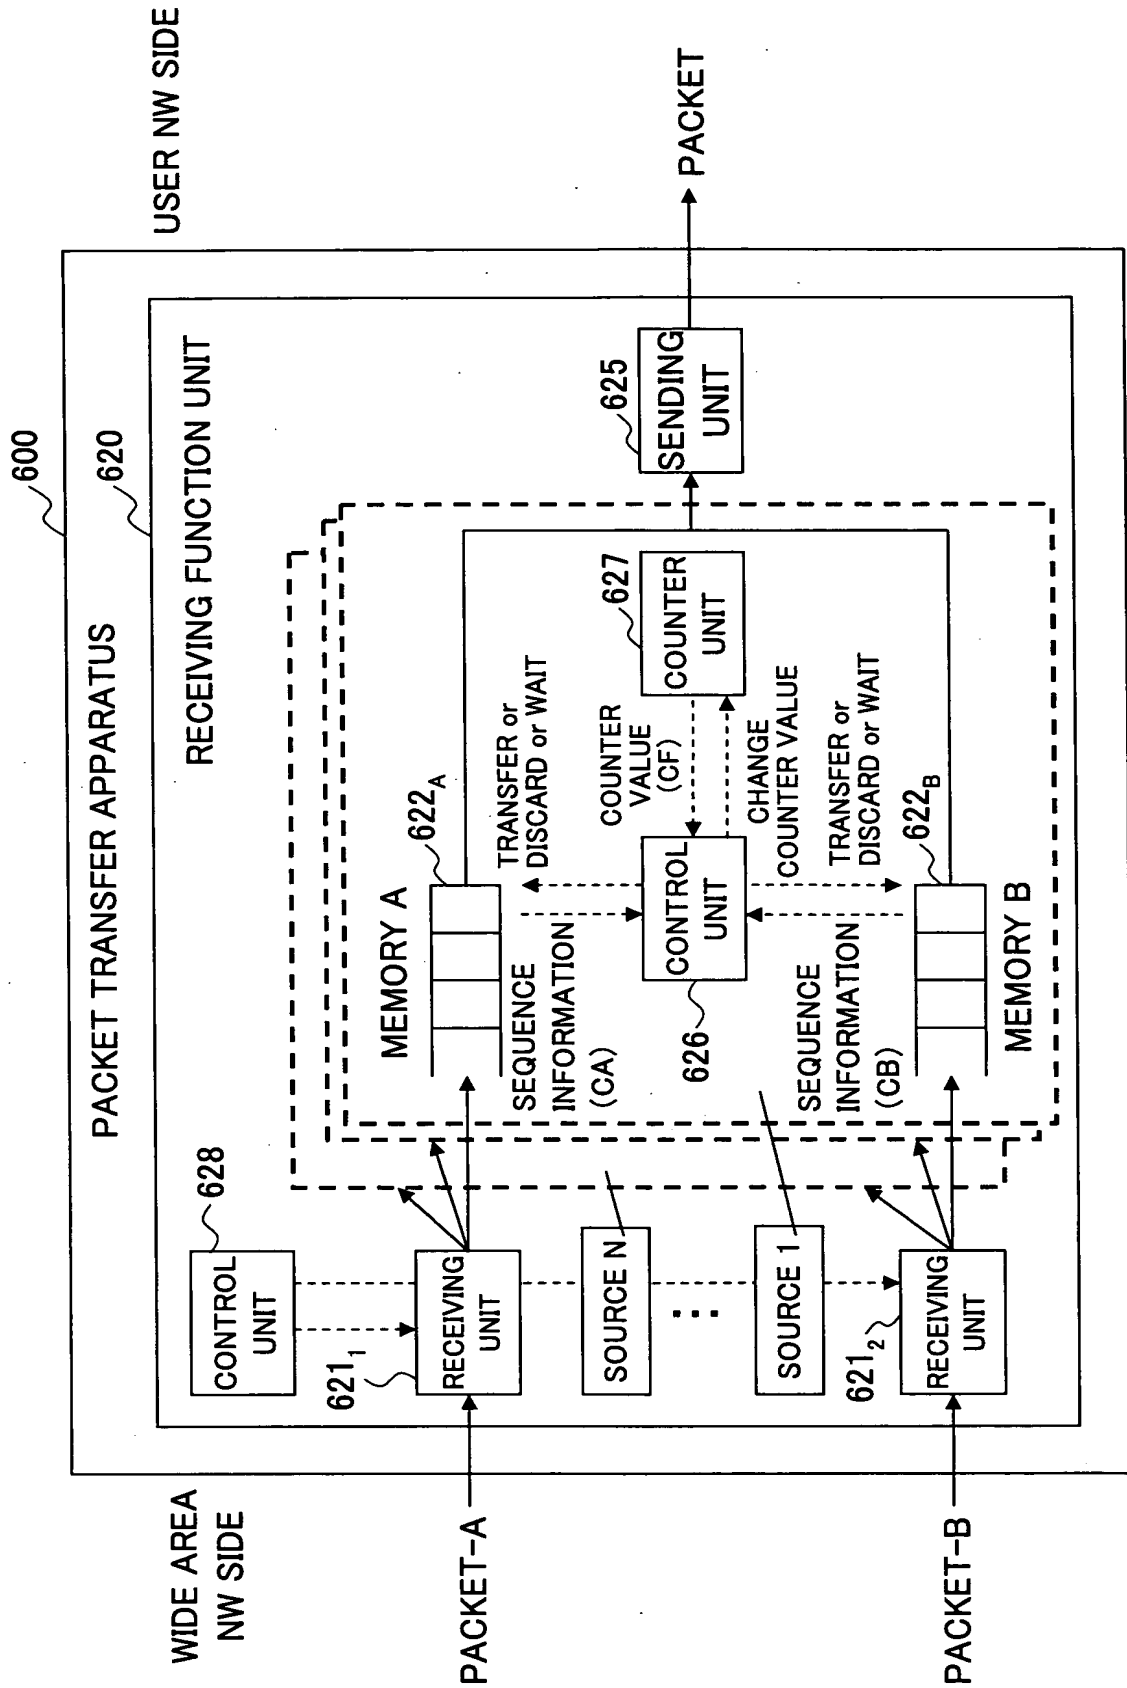 WIDE AREA
NW SIDE
USER NW SIDE
600
PACKET TRANSFER APPARATUS
620
RECEIVING FUNCTION UNIT
628
CONTROL
UNIT
PACKET-A
621₁
RECEIVING
UNIT
SOURCE N
...
SOURCE 1
PACKET-B
621₂
RECEIVING
UNIT
MEMORY A
622A
SEQUENCE
INFORMATION
(CA)
TRANSFER or
DISCARD or WAIT
626
CONTROL
UNIT
COUNTER
VALUE
(CF)
CHANGE
COUNTER VALUE
627
COUNTER
UNIT
SEQUENCE
INFORMATION
(CB)
TRANSFER or
DISCARD or WAIT
622B
MEMORY B
625
SENDING
UNIT
PACKET